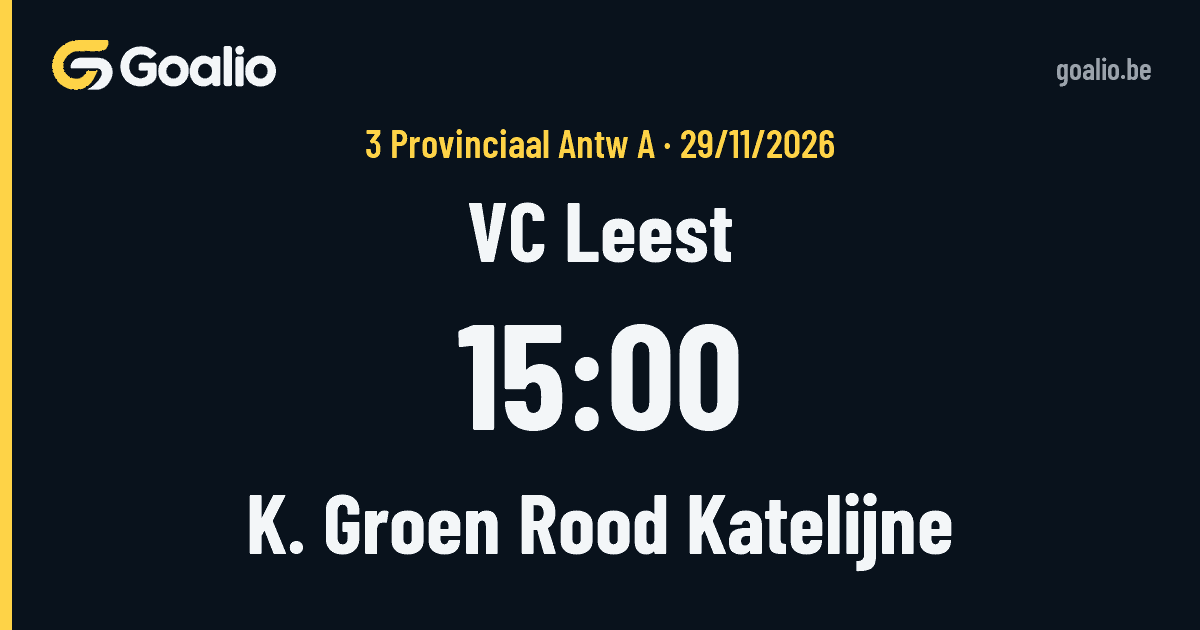 Goalio
goalio.be
3 Provinciaal Antw A · 29/11/2026
VC Leest
15:00
K. Groen Rood Katelijne